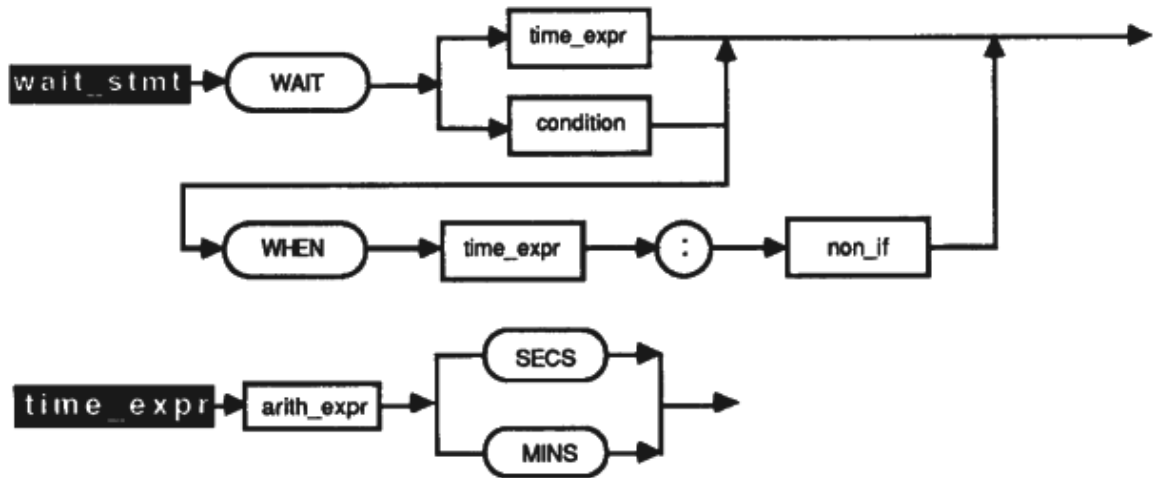 time_expr
wait_stmt WAIT
condition
WHEN time_expr : non_if
SECS
time_expr arith_expr
MINS